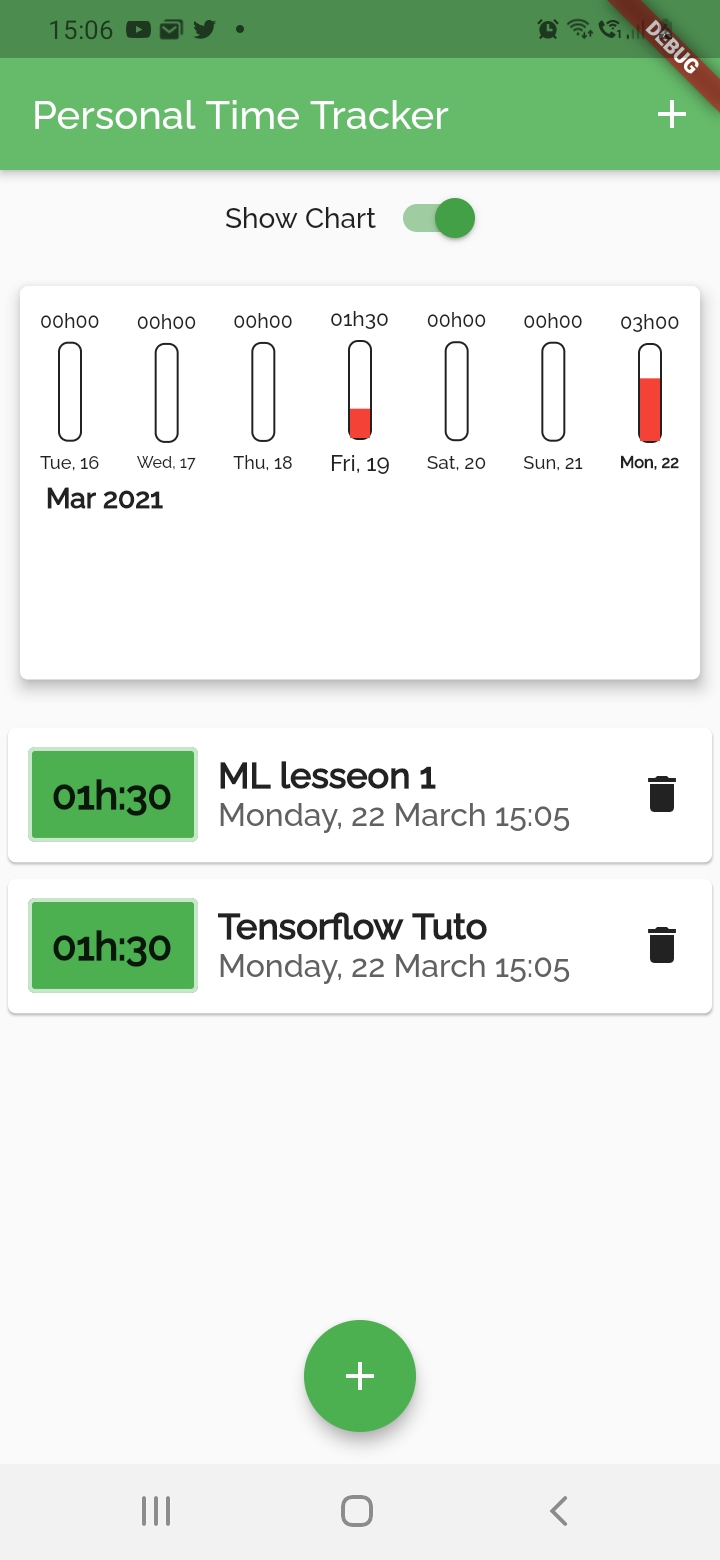 15:06
DEBUG
Personal Time Tracker
Show Chart
00h00 00h00 00h00 01h30 00h00 00h00 03h00
Tue, 16 Wed, 17 Thu, 18 Fri, 19 Sat, 20 Sun, 21 Mon, 22
Mar 2021
01h:30
ML lesseon 1
Monday, 22 March 15:05
01h:30
Tensorflow Tuto
Monday, 22 March 15:05